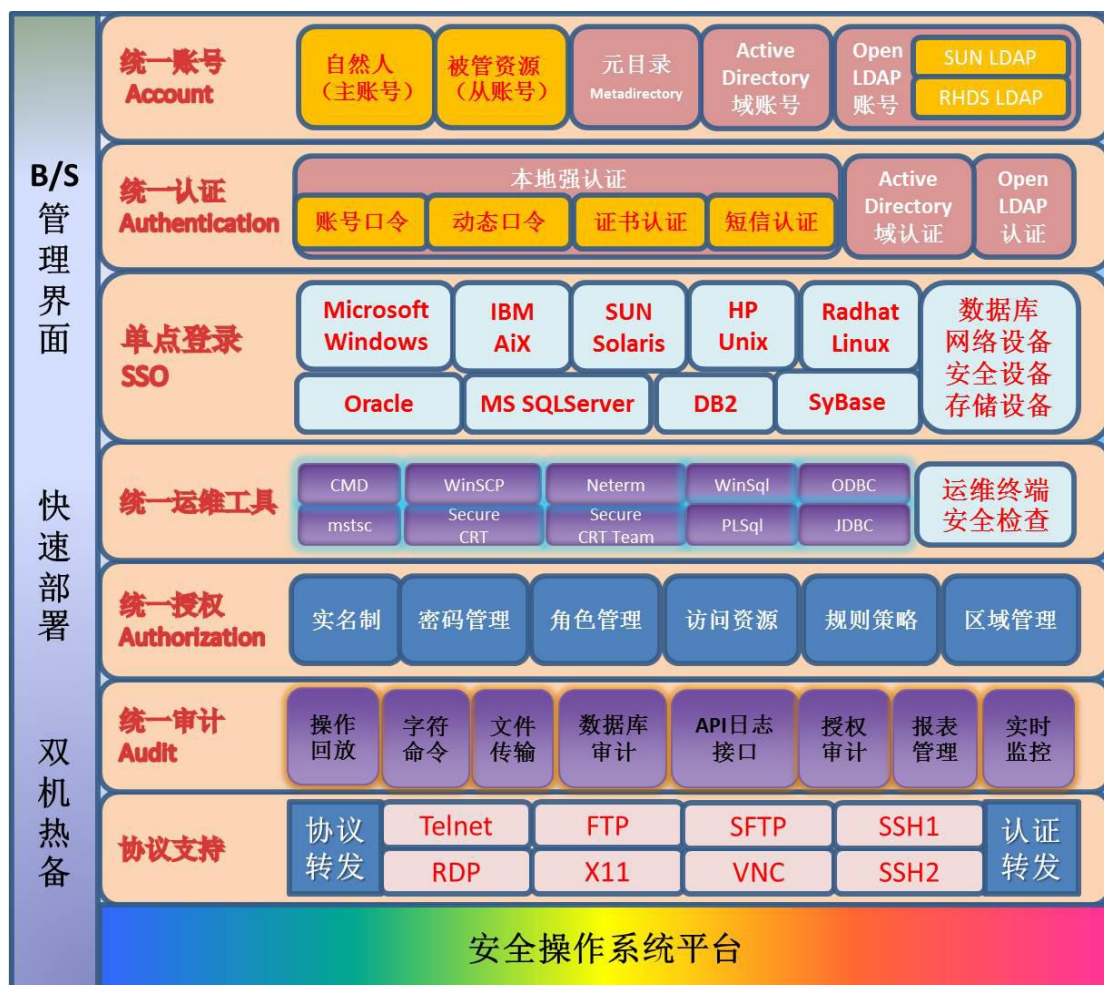 B/S
管
理
界
面
快
速
部
署
双
机
热
备
统一账号
Account
自然人
（主账号）
被管资源
（从账号）
元目录
Metadirectory
Active
Directory
域账号
Open
LDAP
账号
SUN LDAP
RHDS LDAP
统一认证
Authentication
本地强认证
账号口令
动态口令
证书认证
短信认证
Active
Directory
域认证
Open
LDAP
认证
单点登录
SSO
Microsoft
Windows
IBM
AiX
SUN
Solaris
HP
Unix
Radhat
Linux
Oracle
MS SQLServer
DB2
SyBase
数据库
网络设备
安全设备
存储设备
统一运维工具
CMD
WinSCP
Neterm
WinSql
ODBC
mstsc
Secure
CRT
Secure
CRT Team
PLSql
JDBC
运维终端
安全检查
统一授权
Authorization
实名制
密码管理
角色管理
访问资源
规则策略
区域管理
统一审计
Audit
操作
回放
字符
命令
文件
传输
数据库
审计
API日志
接口
授权
审计
报表
管理
实时
监控
协议支持
协议
转发
Telnet
FTP
SFTP
SSH1
RDP
X11
VNC
SSH2
认证
转发
安全操作系统平台